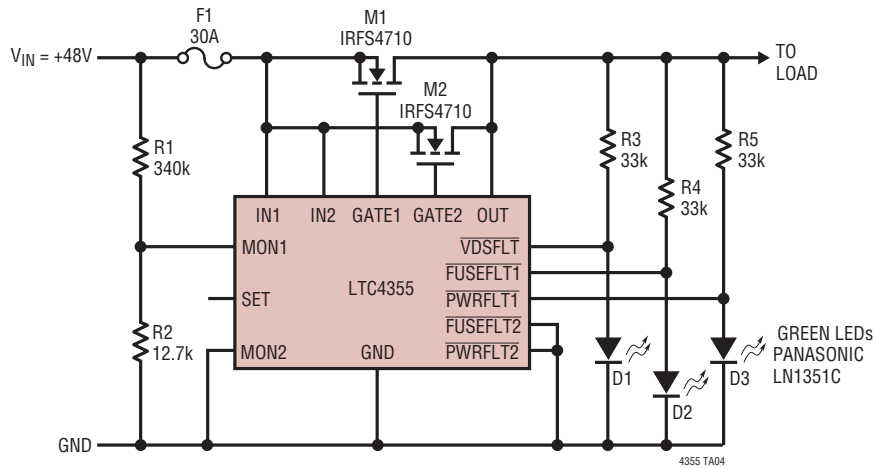 F1
30A
M1
IRFS4710
VIN = +48V
TO
LOAD
M2
IRFS4710
R1
340k
R3
33k
R5
33k
R4
33k
IN1 IN2 GATE1 GATE2 OUT
MON1
VDSFLT
FUSEFLT1
LTC4355
SET
PWRFLT1
FUSEFLT2
R2
12.7k
MON2
GND
PWRFLT2
GREEN LEDs
PANASONIC
LN1351C
D1
D3
D2
GND
4355 TA04